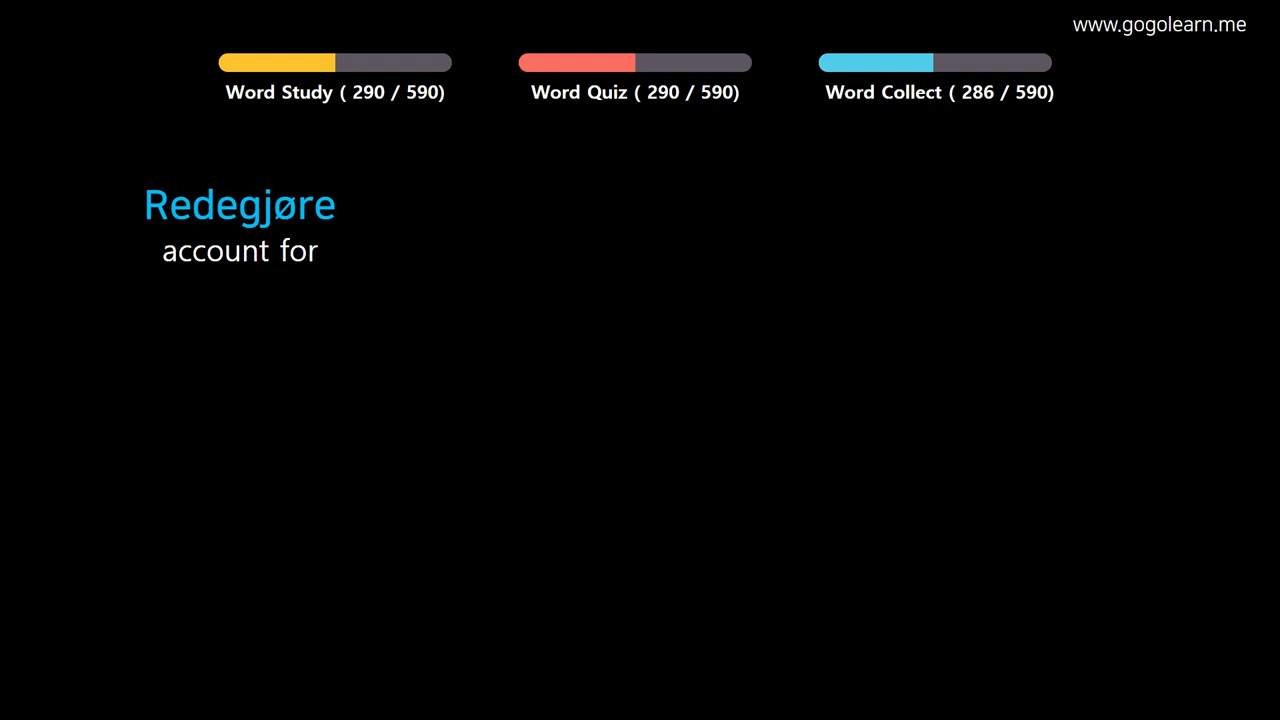 www.gogolearn.me
Word Study ( 290 / 590)
Word Quiz ( 290 / 590)
Word Collect ( 286 / 590)
Redegjøre
account for